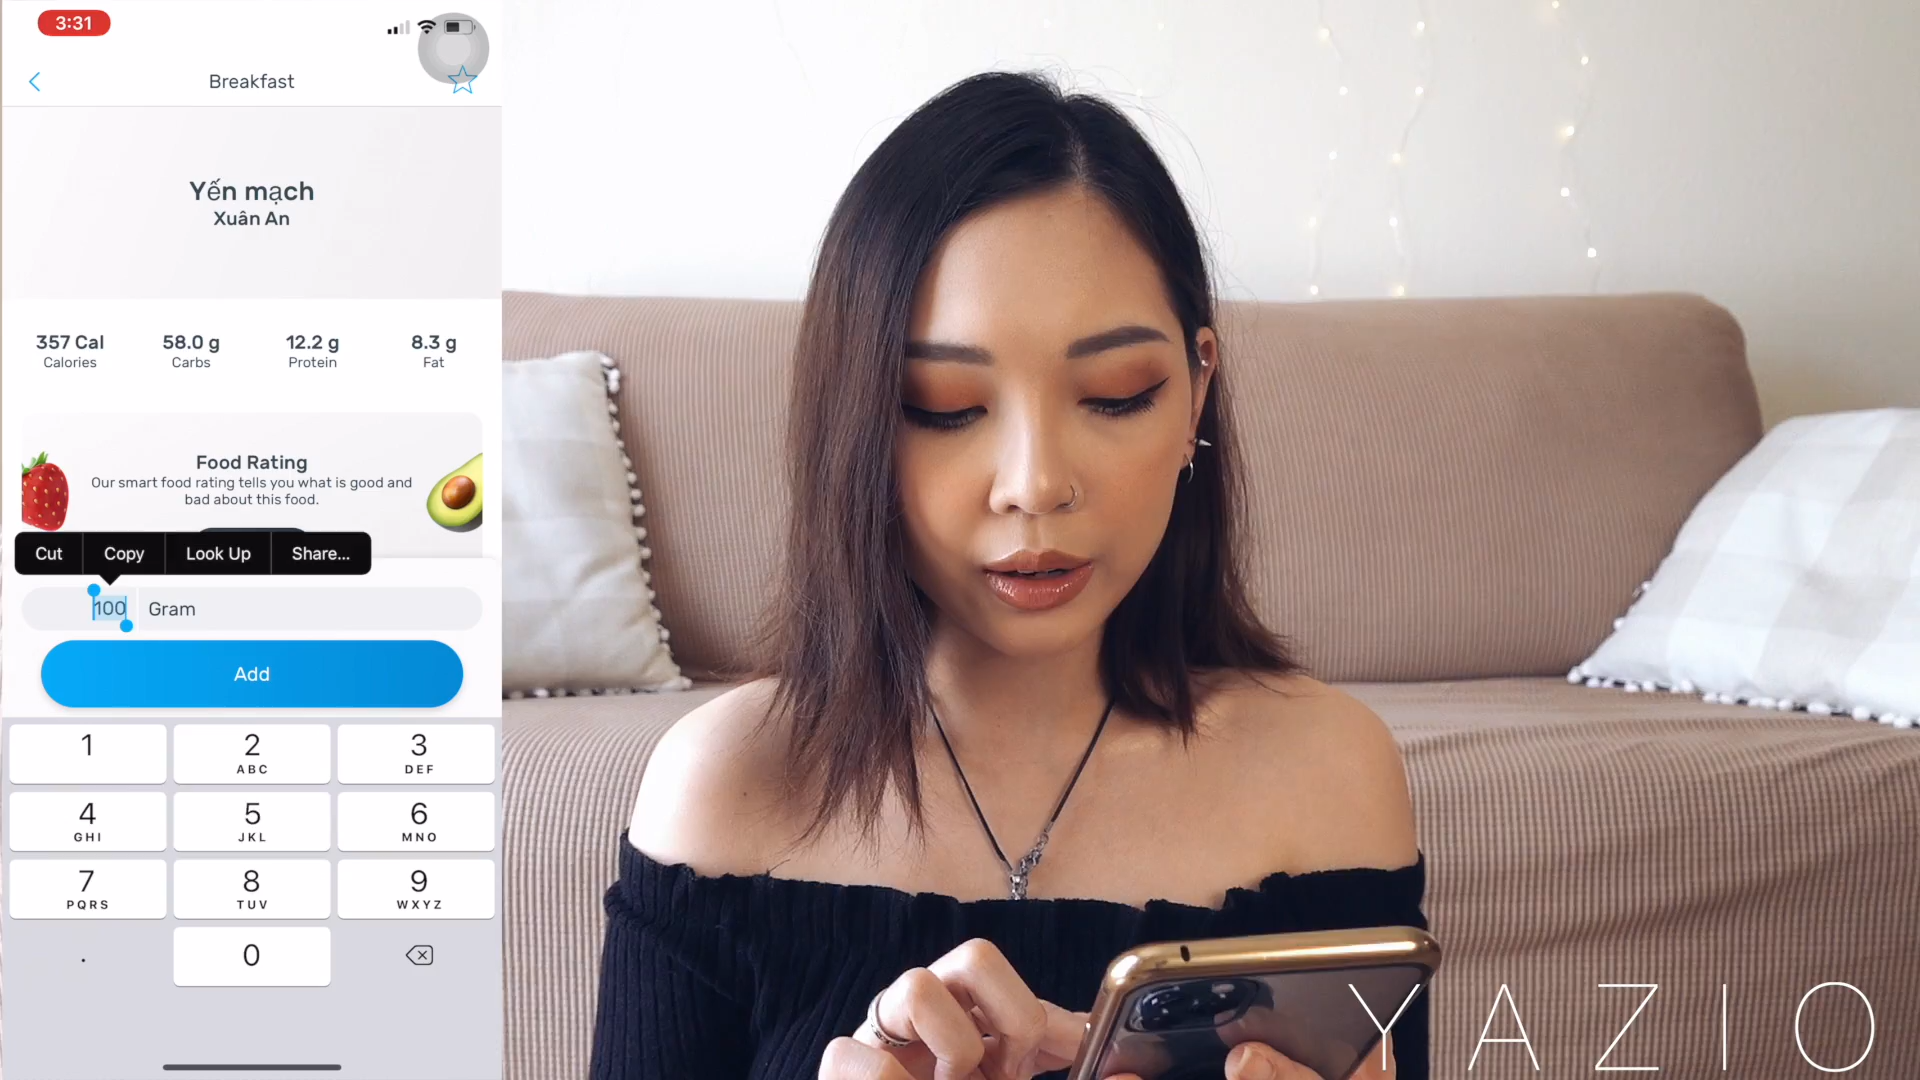 3:31
Breakfast
Yến mạch
Xuân An
357 Cal
Calories
58.0 g
Carbs
12.2 g
Protein
8.3 g
Fat
Food Rating
Our smart food rating tells you what is good and
bad about this food.
Cut Copy Look Up Share...
100 Gram
Add
1
2
ABC
3
DEF
4
GHI
5
JKL
6
MNO
7
PQRS
8
TUV
9
WXYZ
.
0
YAZIO